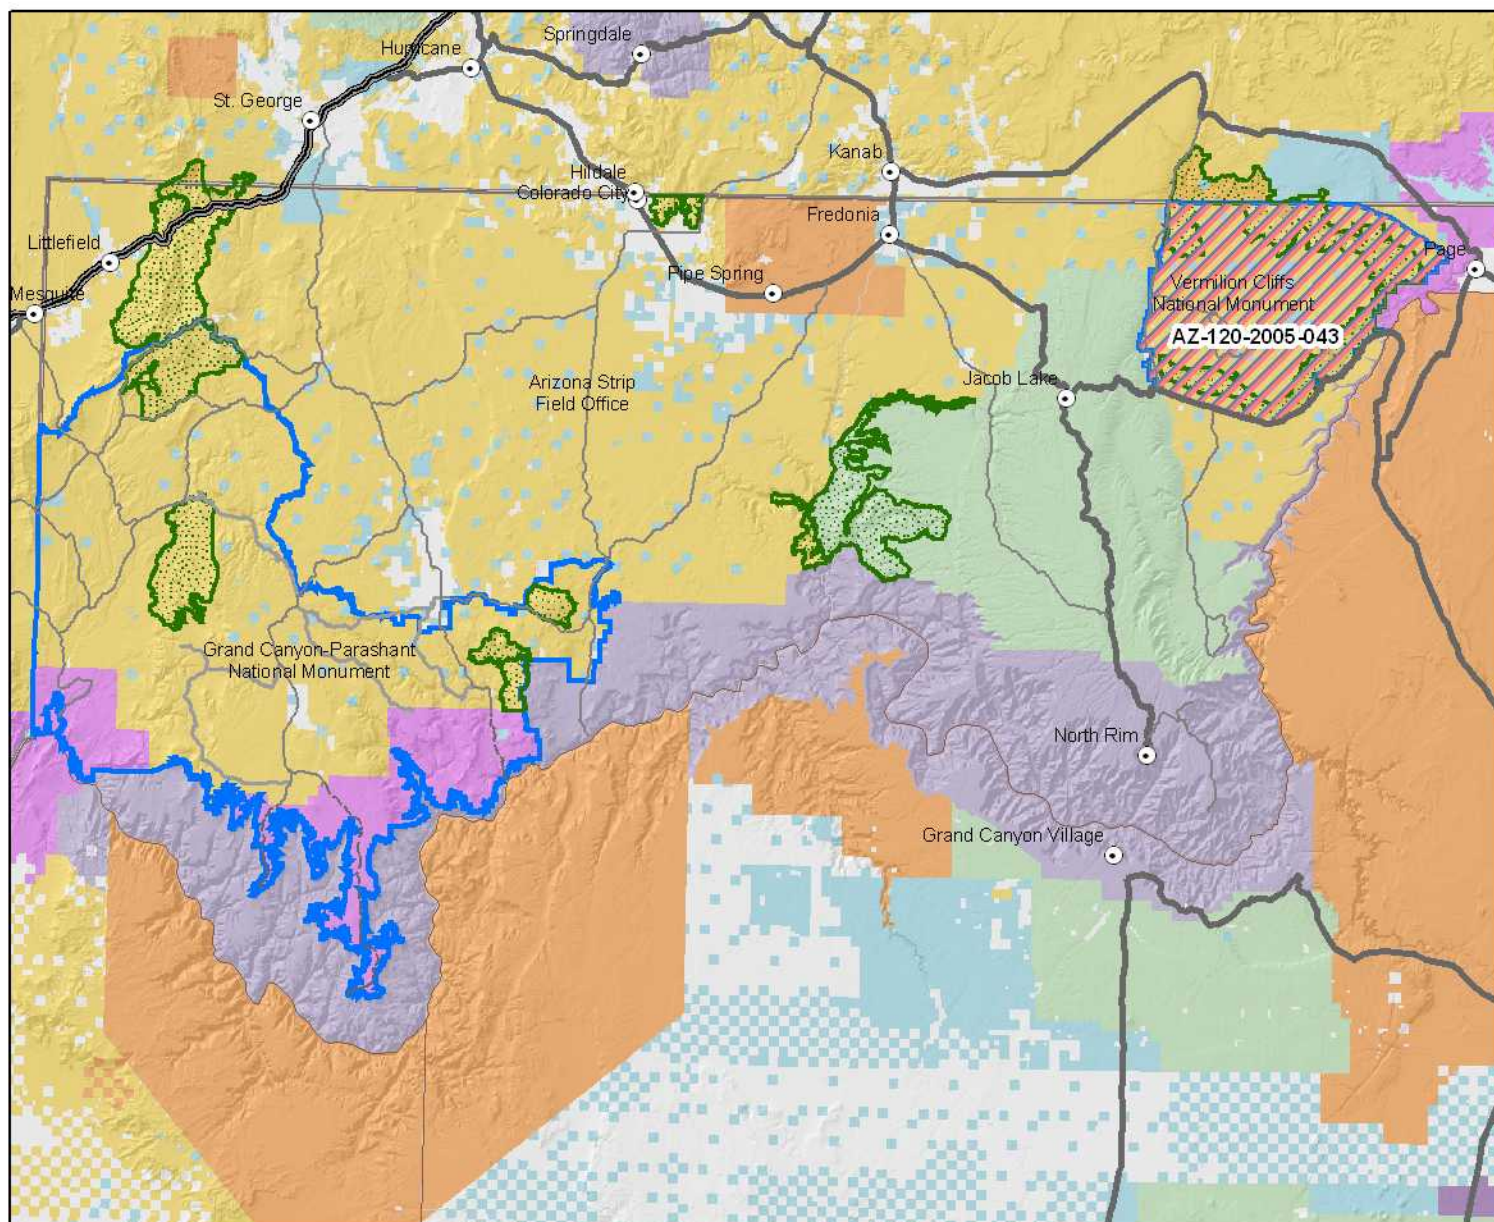 Hurricane
Springdale
St. George
Kanab
Hildale
Colorado City
Fredonia
Littlefield
Page
Pipe Spring
Mesquite
Vermilion Cliffs
National Monument
AZ-120-2005-043
Jacob Lake
Arizona Strip
Field Office
Grand Canyon-Parashant
National Monument
North Rim
Grand Canyon Village